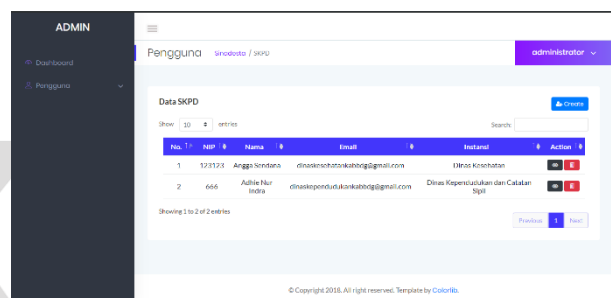 ADMIN
Dashboard
Pengguna
Pengguna Sinadosta / SKPD
administrator
Data SKPD
Create
Show 10 entries
Search:
No. NIP Nama Email Instansi Action
1 123123 Angga Sendana dinaskesehatankabbdg@gmail.com Dinas Kesehatan
2 666 Adhie Nur Indra dinaskependudukankabbdg@gmail.com Dinas Kependudukan dan Catatan Sipil
Showing 1 to 2 of 2 entries
Previous 1 Next
© Copyright 2018. All right reserved. Template by Colorlib.